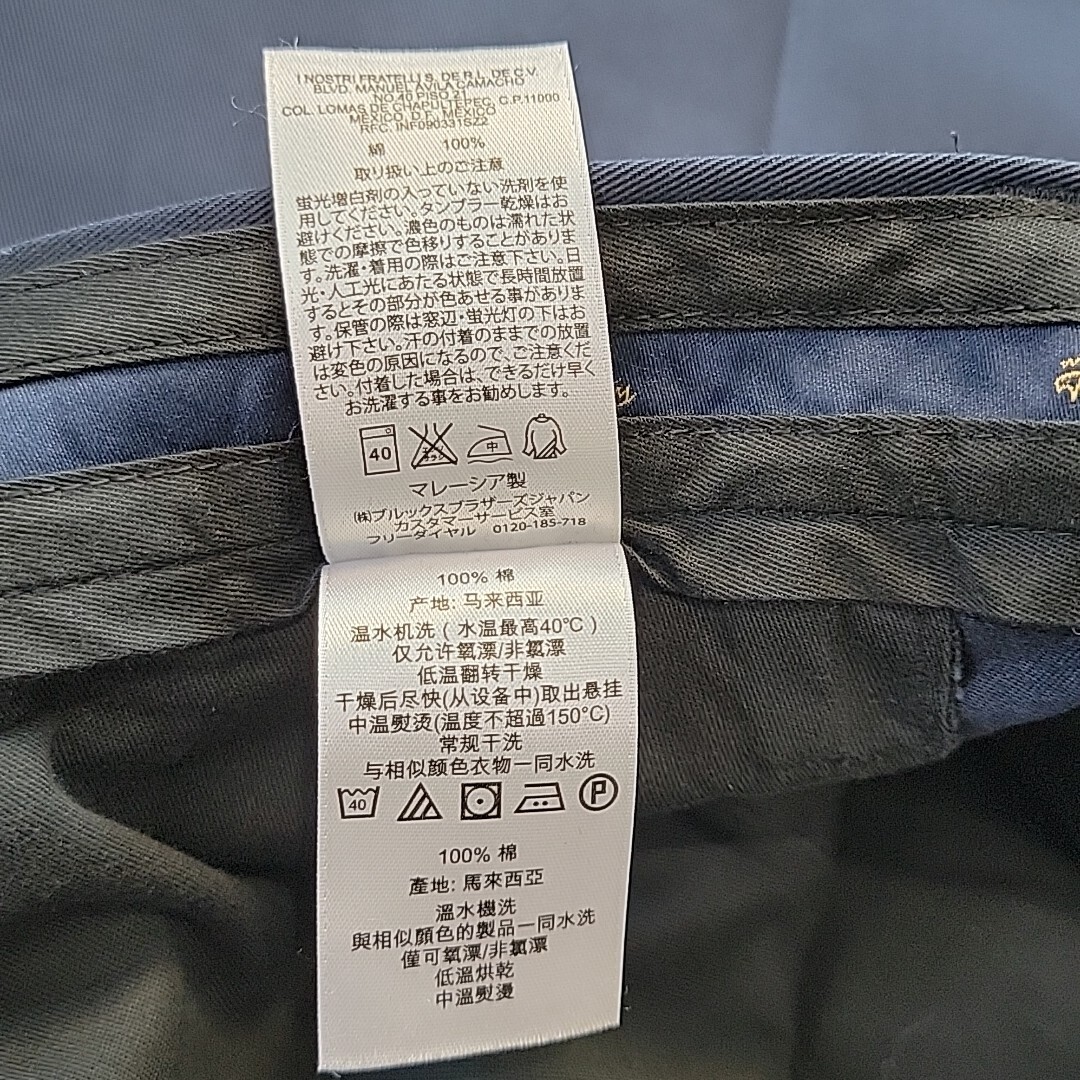 I NOSTRI FRATELLI S. DE R.L. DE C.V.
BLVD. MANUEL AVILA CAMACHO
NO.40 PISO 21
COL. LOMAS DE CHAPULTEPEC, C.P.11000
MEXICO, D.F., MEXICO
RFC. INF090331SZ2
綿 100%
取り扱い上のご注意
蛍光増白剤の入っていない洗剤を使
用してください、タンブラー乾燥はお
避けください。濃色のものは濡れた状
態での摩擦で色移りすることがありま
す。洗濯・着用の際はご注意下さい。日
光・人工光にあたる状態で長時間放置
するとその部分が色あせる事がありま
す。保管の際は窓辺・蛍光灯の下はお
避け下さい。汗の付着のままでの放置
は変色の原因になるので、ご注意くだ
さい。付着した場合は、できるだけ早く
お洗濯する事をお勧めします。
40 エンソ 中
マレーシア製
㈱ブルックスブラザーズジャパン
カスタマーサービス室
フリーダイヤル 0120-185-718
100% 棉
产地: 马来西亚
温水机洗 ( 水温最高40℃ )
仅允许氧漂/非氯漂
低温翻转干燥
干燥后尽快(从设备中)取出悬挂
中温熨烫(温度不超過150°C)
常规干洗
与相似颜色衣物一同水洗
40 P
100% 棉
產地: 馬來西亞
溫水機洗
與相似顏色的製品一同水洗
僅可氧漂/非氯漂
低溫烘乾
中溫熨燙